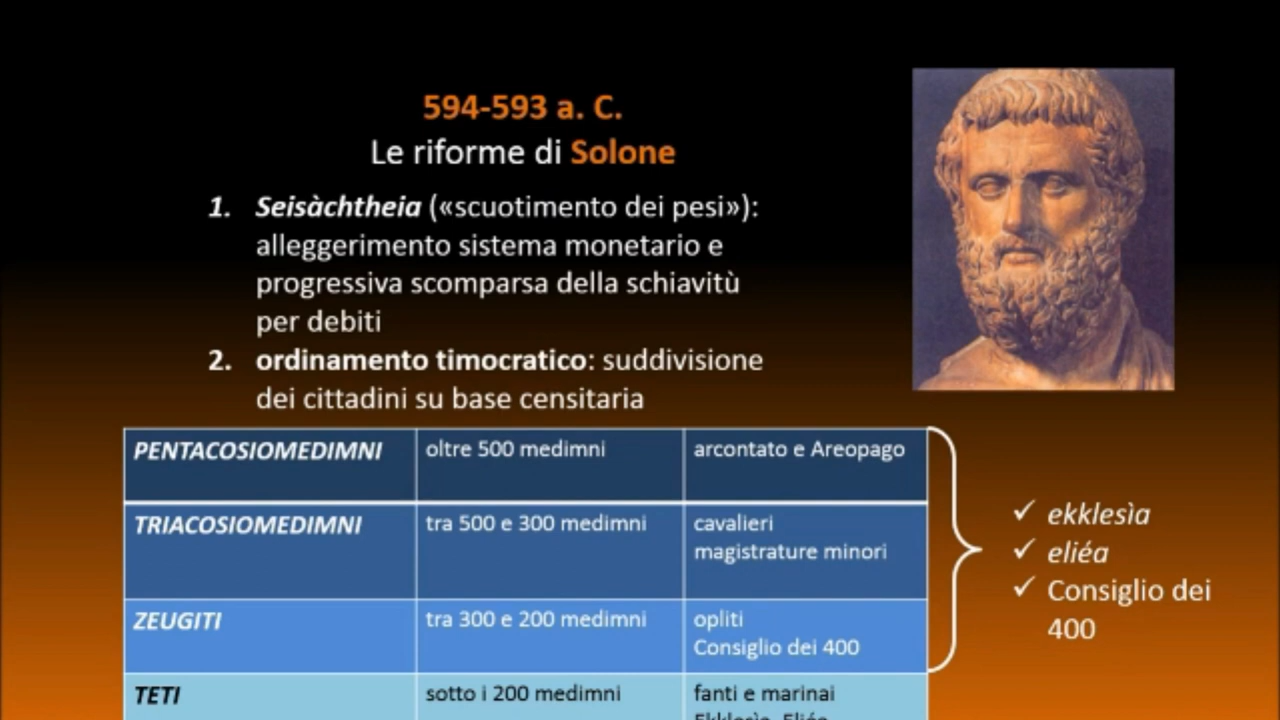 594-593 a. C.
Le riforme di Solone
1. Seisàchtheia («scuotimento dei pesi»):
alleggerimento sistema monetario e
progressiva scomparsa della schiavitù
per debiti
2. ordinamento timocratico: suddivisione
dei cittadini su base censitaria
PENTACOSIOMEDIMNI oltre 500 medimni arcontato e Areopago
TRIACOSIOMEDIMNI tra 500 e 300 medimni cavalieri
magistrature minori
ZEUGITI tra 300 e 200 medimni opliti
Consiglio dei 400
TETI sotto i 200 medimni fanti e marinai
Ekklesìa, Eliéa
✓ ekklesìa
✓ eliéa
✓ Consiglio dei
400